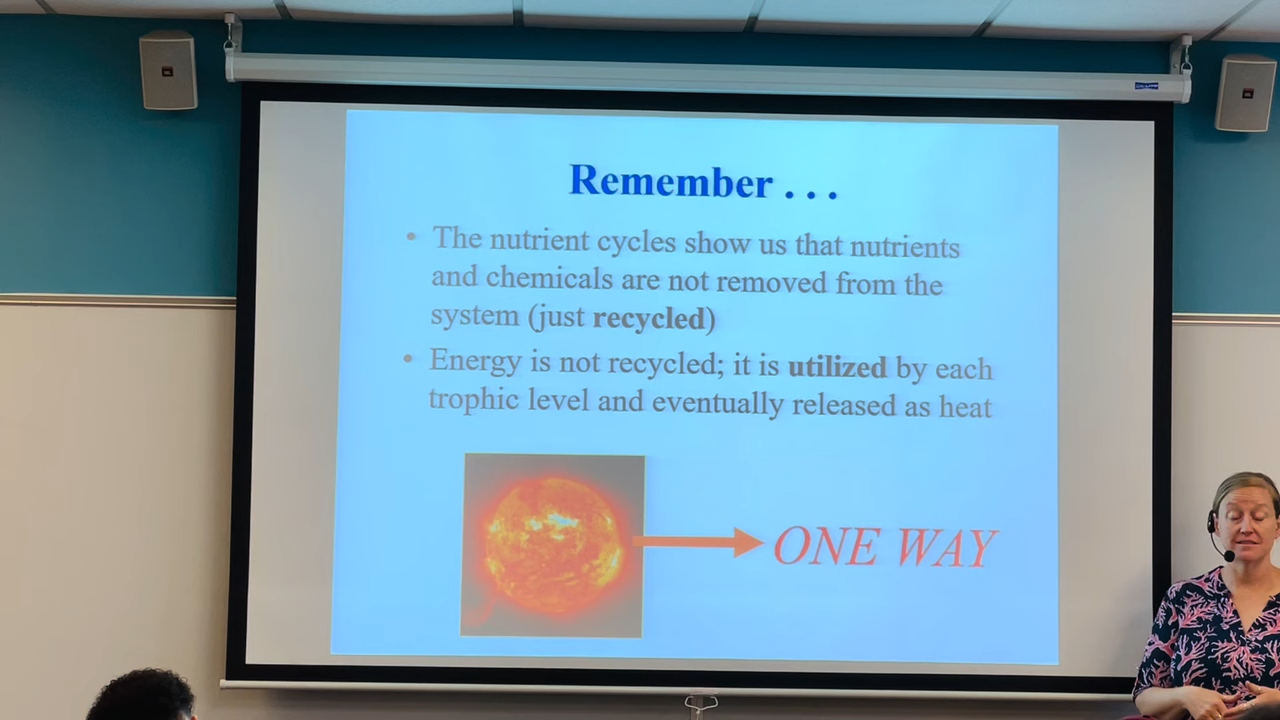 Remember . . .
• The nutrient cycles show us that nutrients
and chemicals are not removed from the
system (just recycled)
• Energy is not recycled; it is utilized by each
trophic level and eventually released as heat
ONE WAY